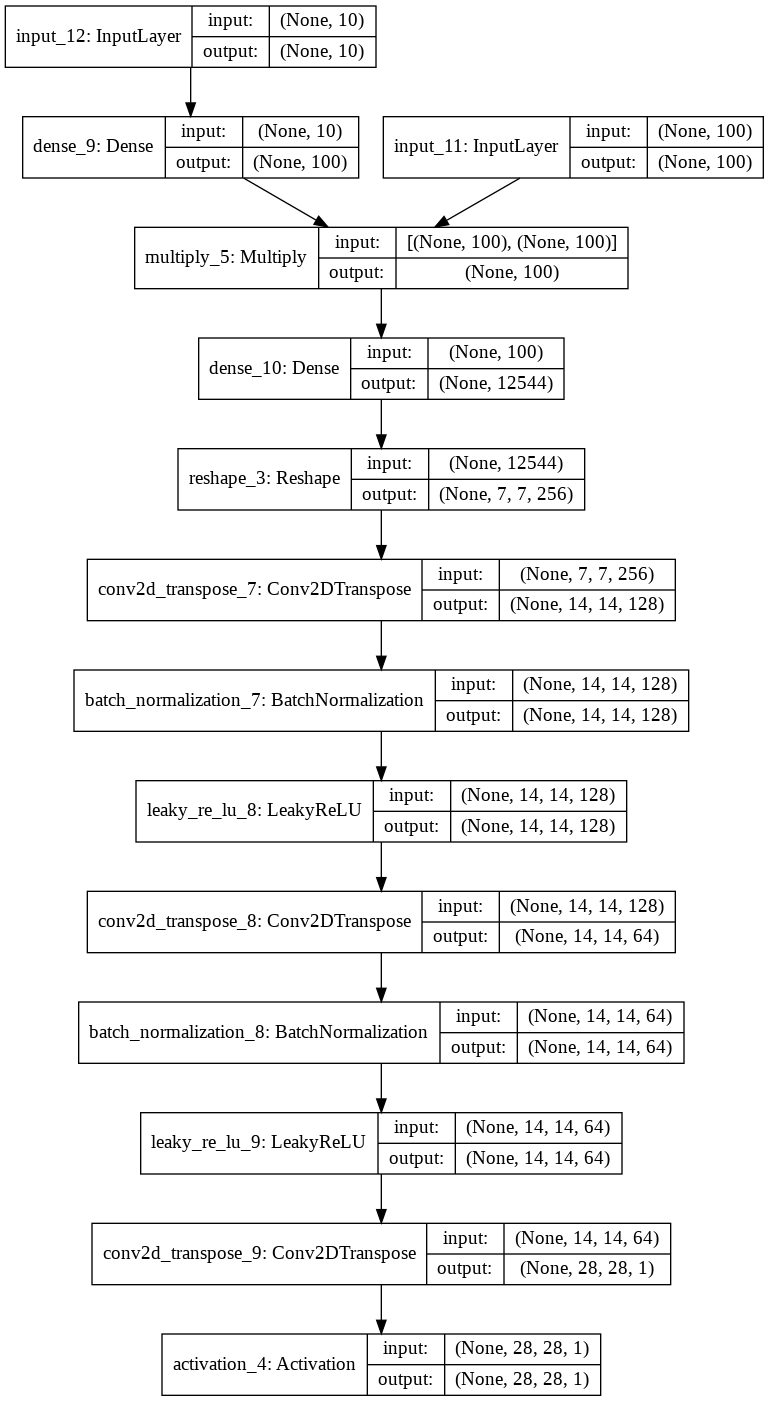 input_12: InputLayer
input: (None, 10)
output: (None, 10)
dense_9: Dense
input: (None, 10)
output: (None, 100)
input_11: InputLayer
input: (None, 100)
output: (None, 100)
multiply_5: Multiply
input: [(None, 100), (None, 100)]
output: (None, 100)
dense_10: Dense
input: (None, 100)
output: (None, 12544)
reshape_3: Reshape
input: (None, 12544)
output: (None, 7, 7, 256)
conv2d_transpose_7: Conv2DTranspose
input: (None, 7, 7, 256)
output: (None, 14, 14, 128)
batch_normalization_7: BatchNormalization
input: (None, 14, 14, 128)
output: (None, 14, 14, 128)
leaky_re_lu_8: LeakyReLU
input: (None, 14, 14, 128)
output: (None, 14, 14, 128)
conv2d_transpose_8: Conv2DTranspose
input: (None, 14, 14, 128)
output: (None, 14, 14, 64)
batch_normalization_8: BatchNormalization
input: (None, 14, 14, 64)
output: (None, 14, 14, 64)
leaky_re_lu_9: LeakyReLU
input: (None, 14, 14, 64)
output: (None, 14, 14, 64)
conv2d_transpose_9: Conv2DTranspose
input: (None, 14, 14, 64)
output: (None, 28, 28, 1)
activation_4: Activation
input: (None, 28, 28, 1)
output: (None, 28, 28, 1)